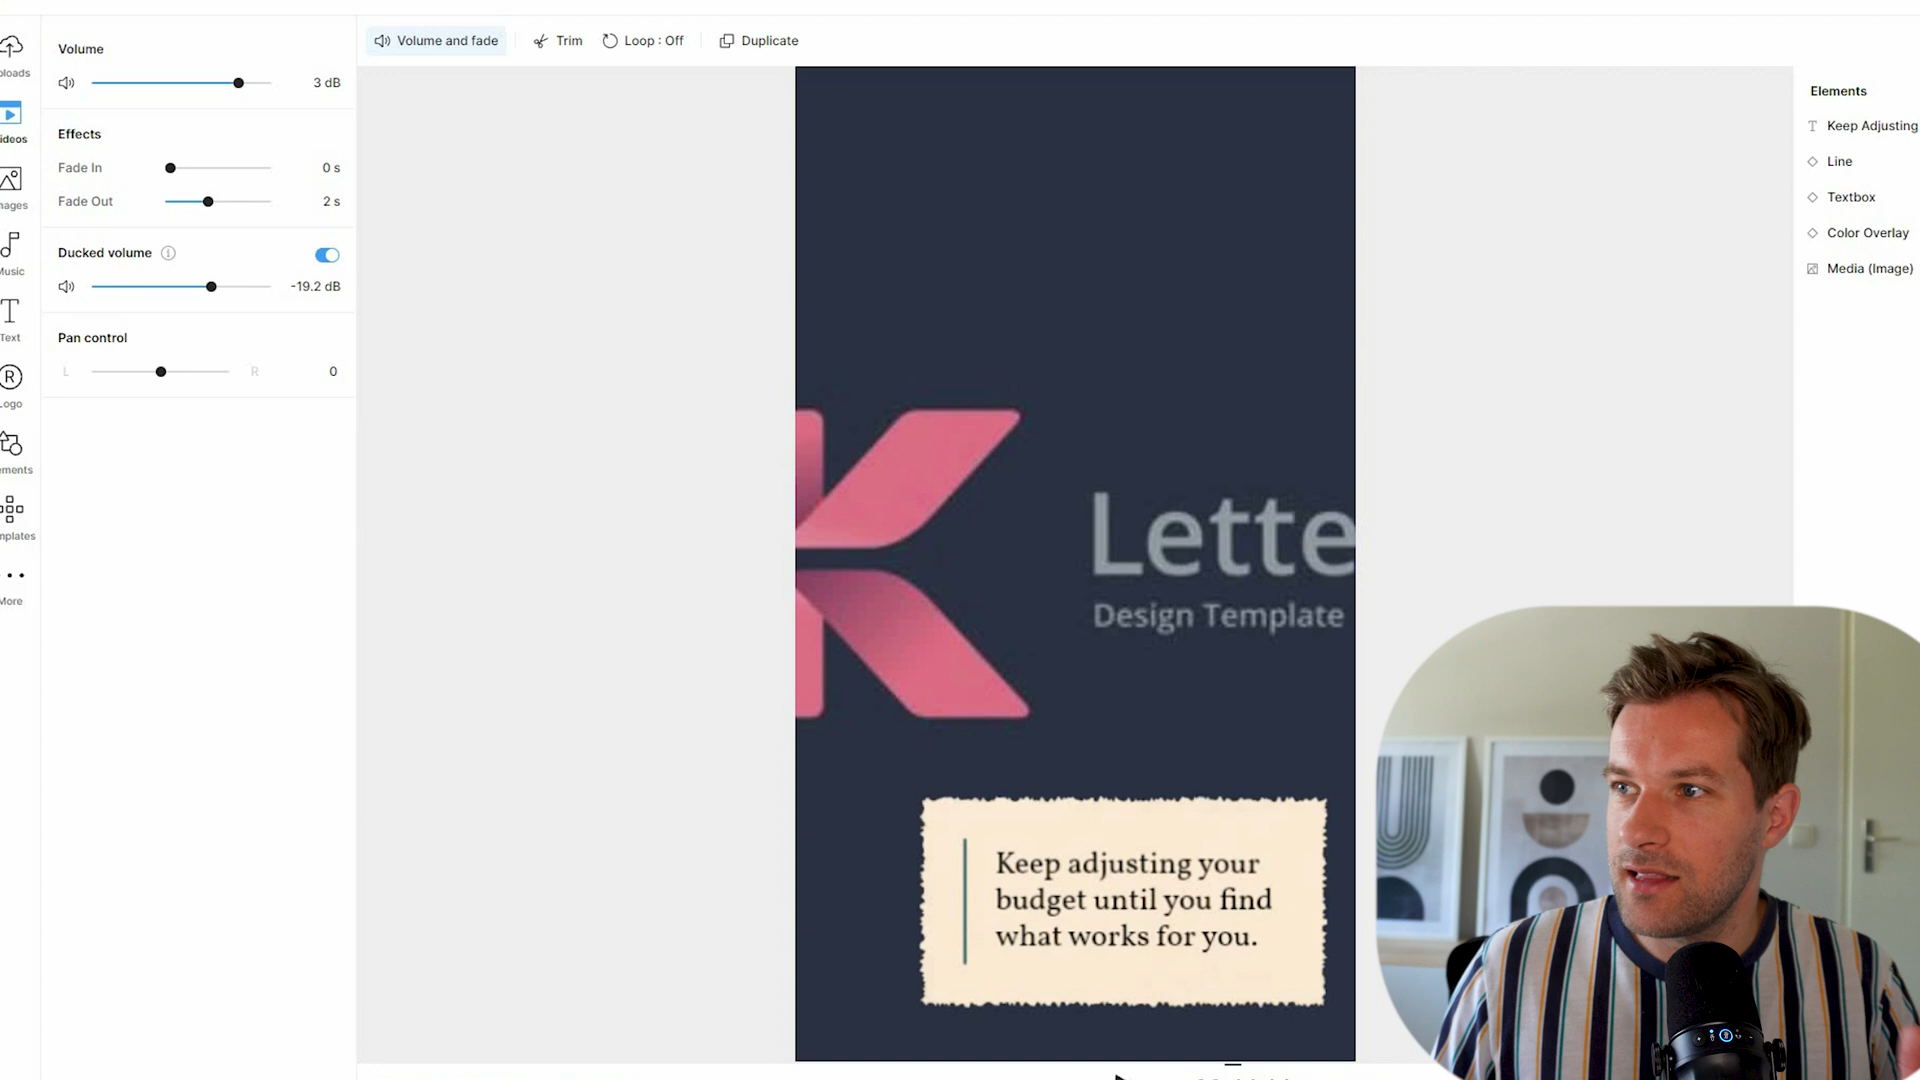 Volume and fade
Trim
Loop : Off
Duplicate
Volume
3 dB
Effects
Fade In
0 s
Fade Out
2 s
Ducked volume
-19.2 dB
Pan control
L
R
0
ploads
ideos
mages
Music
Text
Logo
ements
mplates
More
Lette
Design Template
Keep adjusting your
budget until you find
what works for you.
Elements
Keep Adjusting
Line
Textbox
Color Overlay
Media (Image)